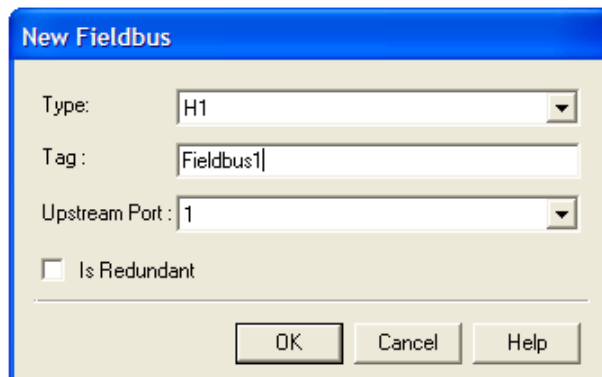 New Fieldbus
Type: H1
Tag : Fieldbus1
Upstream Port : 1
Is Redundant
OK Cancel Help